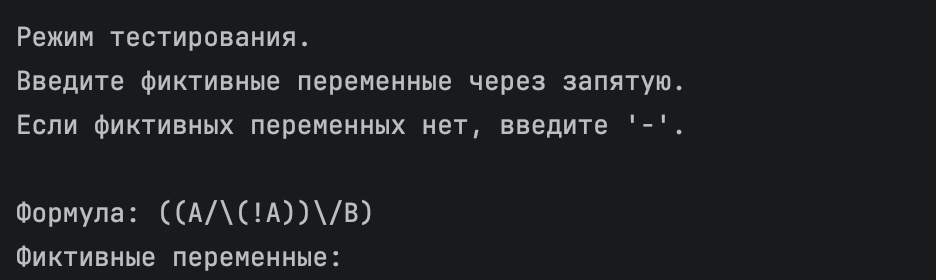 Режим тестирования.
Введите фиктивные переменные через запятую.
Если фиктивных переменных нет, введите '-'.
Формула: ((A/\(!A))\/B)
Фиктивные переменные: